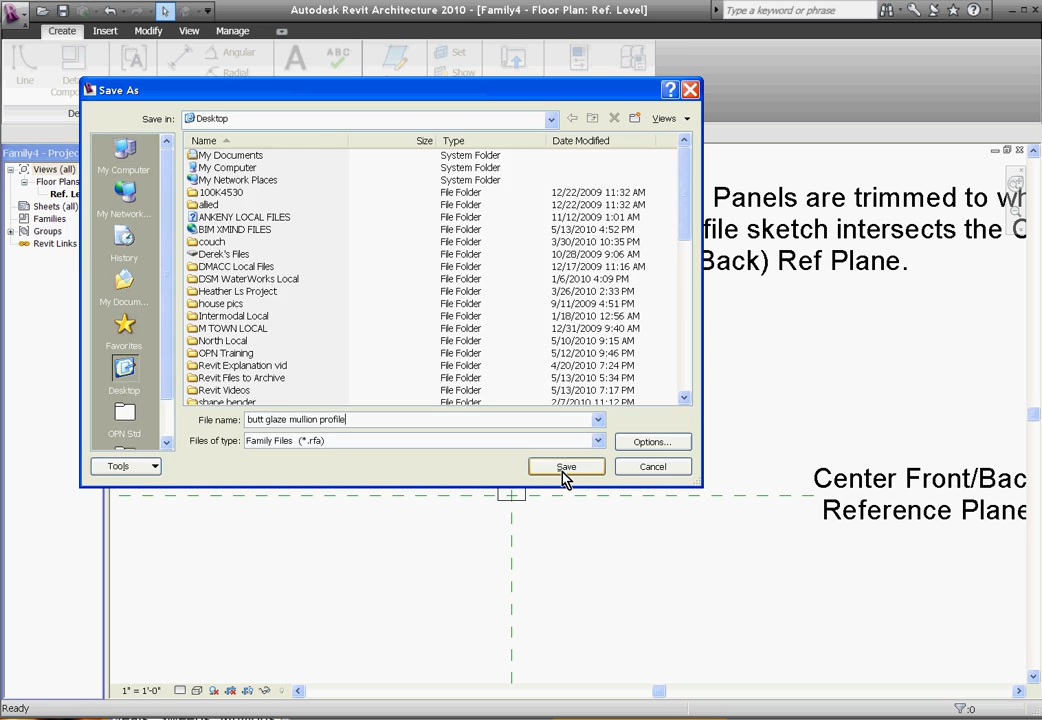 Autodesk Revit Architecture 2010 - [Family4 - Floor Plan: Ref. Level]
Type a keyword or phrase
Create Insert Modify View Manage
Line
Angular
Radial
A
ABC
Set
Show
Save As
Save in: Desktop Views
Name Size Type Date Modified
My Documents System Folder
My Computer System Folder
My Network Places System Folder
100K4530 File Folder 12/22/2009 11:32 AM
allied File Folder 12/22/2009 11:32 AM
ANKENY LOCAL FILES File Folder 11/12/2009 1:01 AM
BIM XMIND FILES File Folder 5/13/2010 4:52 PM
couch File Folder 3/30/2010 10:35 PM
Derek's Files File Folder 10/28/2009 9:06 AM
DMACC Local Files File Folder 12/17/2009 11:16 AM
DSM WaterWorks Local File Folder 1/6/2010 4:09 PM
Heather Ls Project File Folder 3/26/2010 2:33 PM
house pics File Folder 9/11/2009 4:51 PM
Intermodal Local File Folder 1/18/2010 12:56 AM
M TOWN LOCAL File Folder 12/31/2009 9:40 AM
North Local File Folder 5/10/2010 9:15 AM
OPN Training File Folder 5/12/2010 9:46 PM
Revit Explanation vid File Folder 4/20/2010 7:24 PM
Revit Files to Archive File Folder 5/13/2010 5:34 PM
Revit Videos File Folder 5/13/2010 7:17 PM
shape bender File Folder 2/7/2010 11:12 PM
My Computer
My Network...
History
My Docum...
Favorites
Desktop
OPN Std
File name: butt glaze mullion profile
Files of type: Family Files (*.rfa)
Options...
Tools
Save
Cancel
Family4 - Projec
Views (all)
Floor Plans
Ref. Le
Sheets (all)
Families
Groups
Revit Links
Panels are trimmed to wh
file sketch intersects the C
Back) Ref Plane.
Center Front/Bac
Reference Plane
1" = 1'-0"
Ready
:0